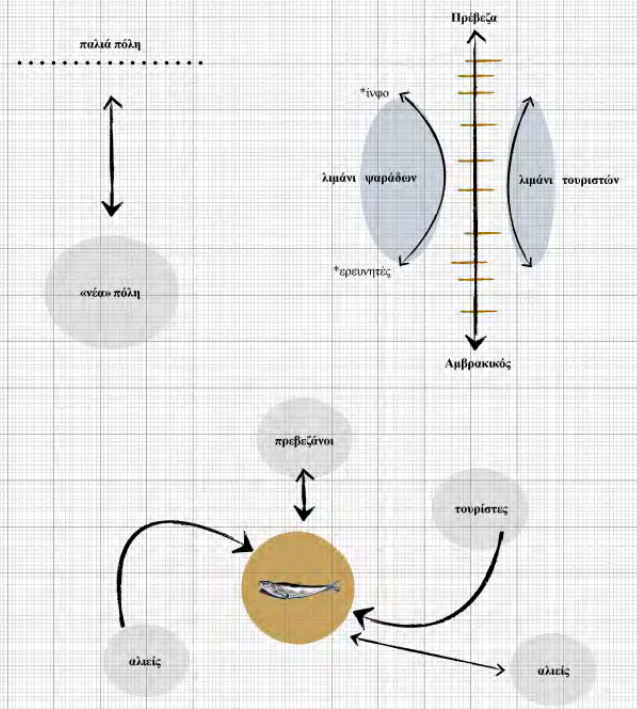 Πρέβεζα
παλιά πόλη
*ίνφο
λιμάνι ψαράδων
λιμάνι τουριστών
*ερευνητές
«νέα» πόλη
Αμβρακικός
πρεβεζάνοι
τουρίστες
αλιείς
αλιείς